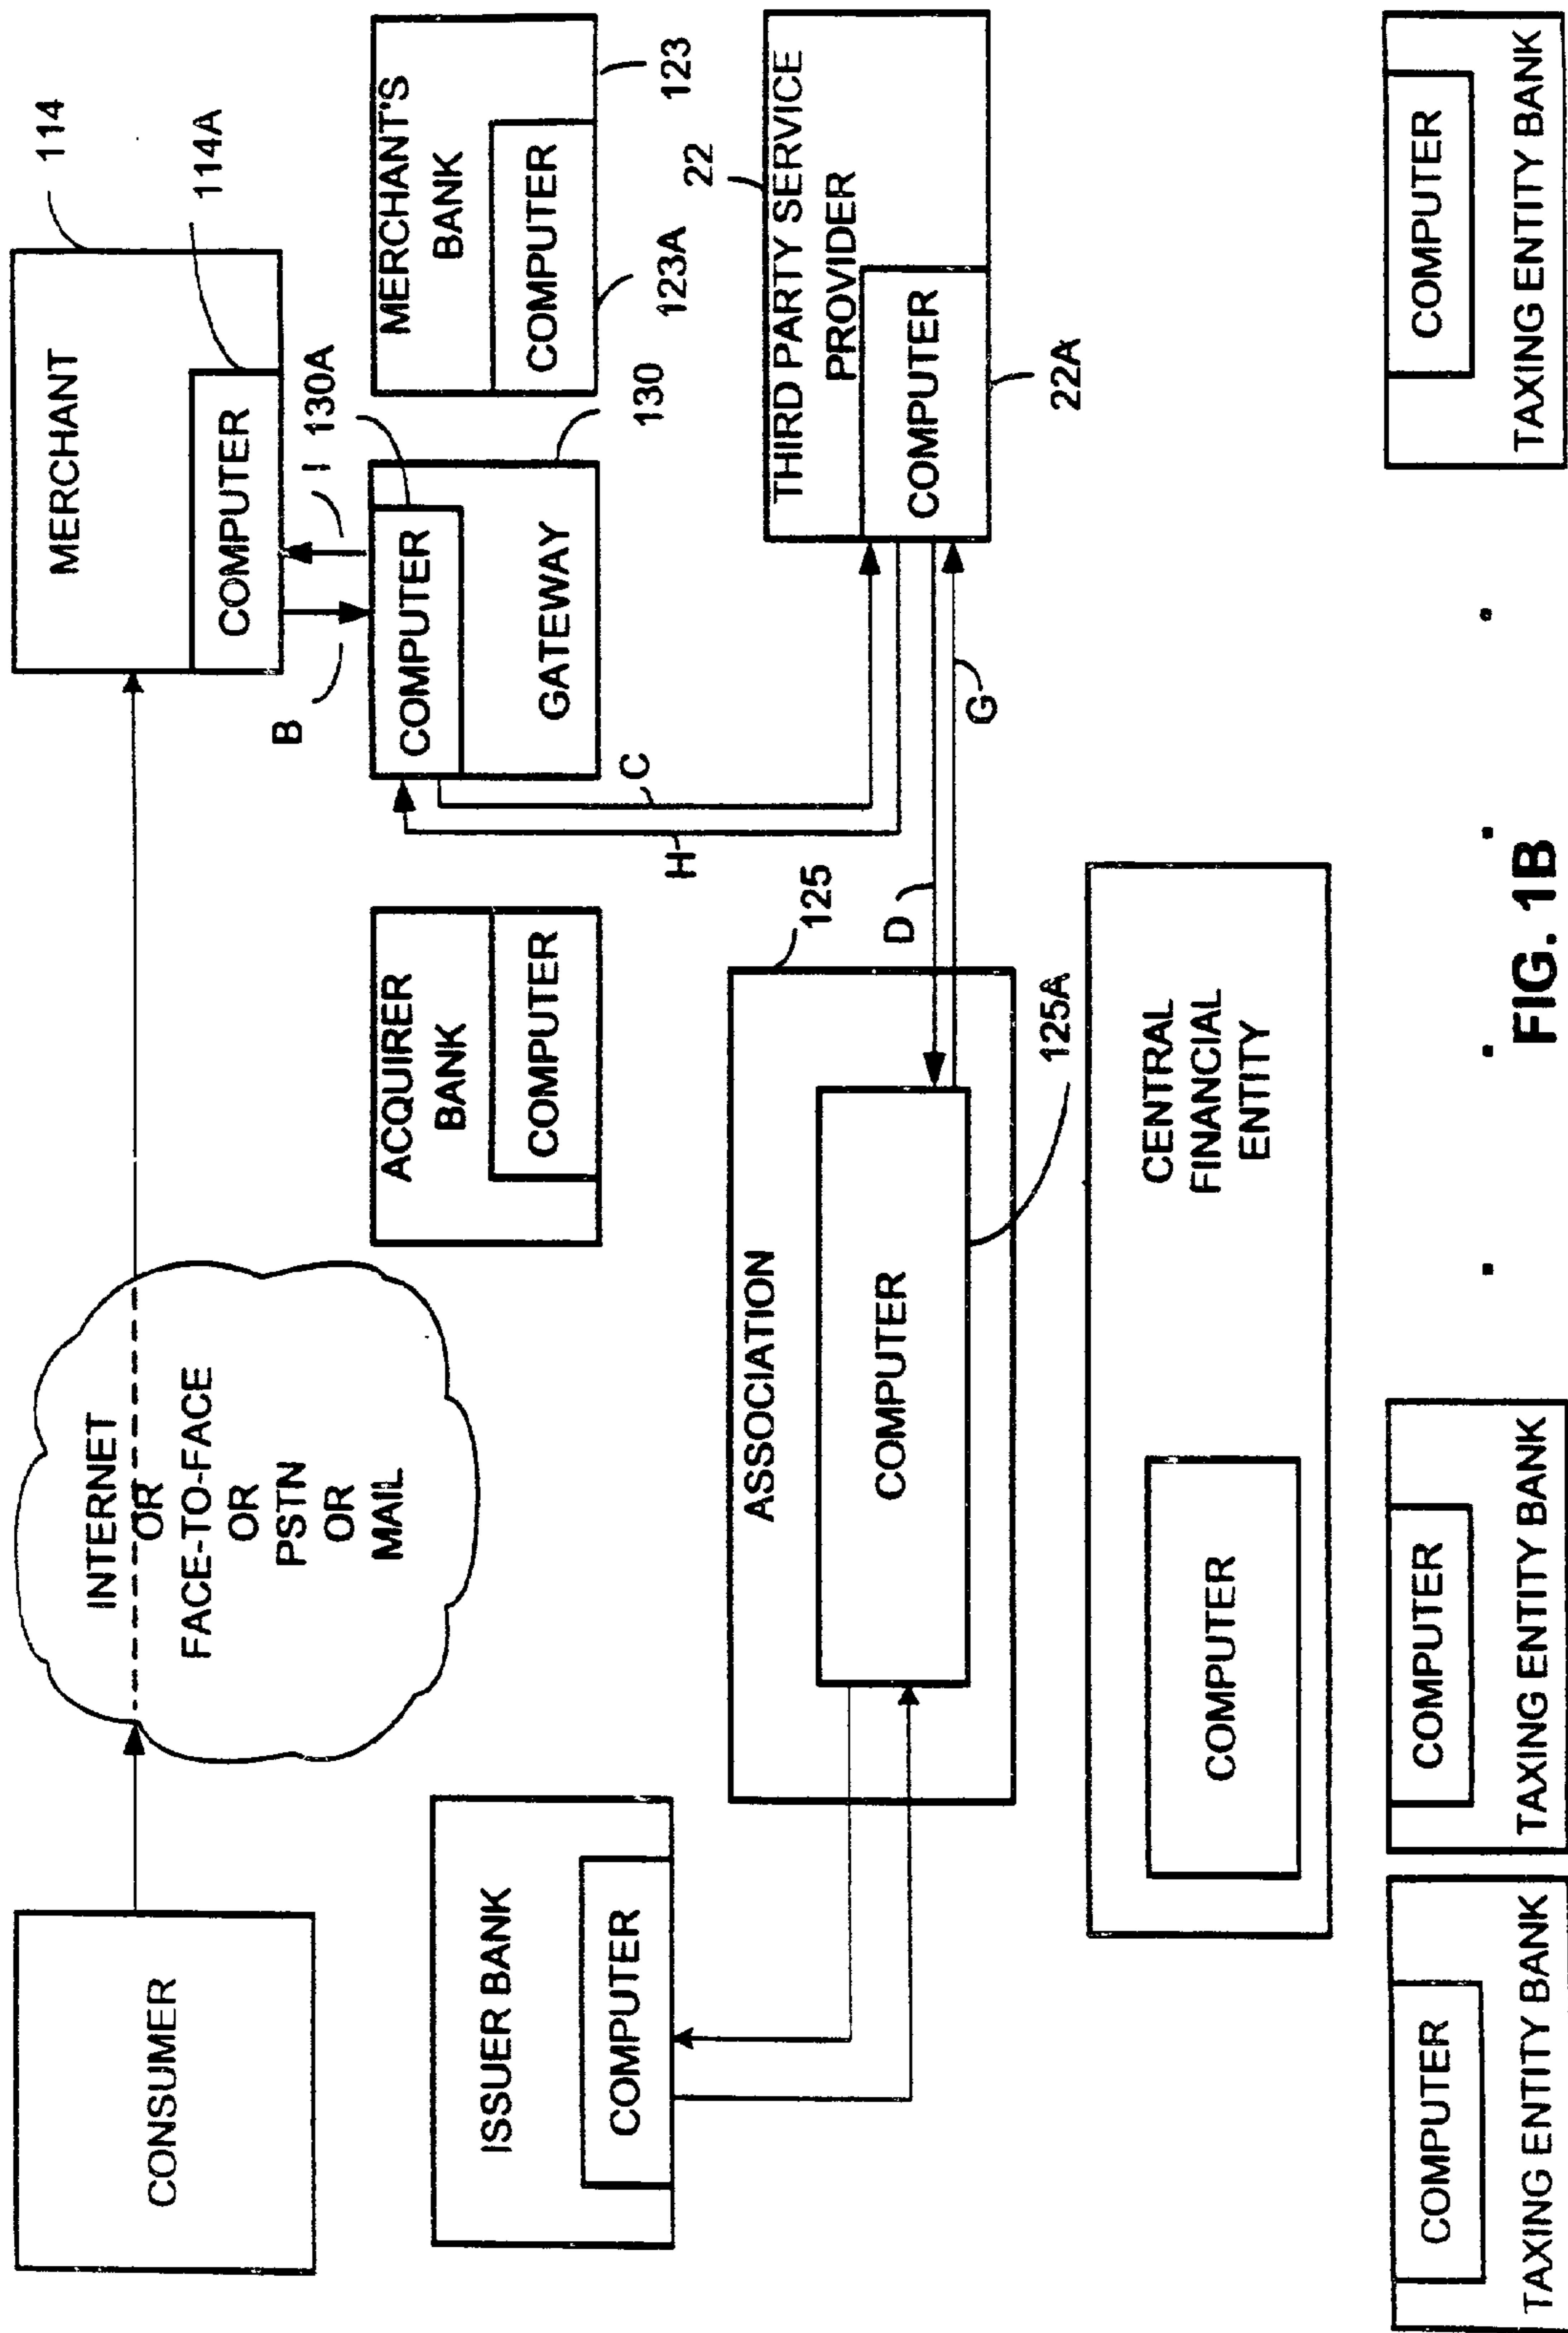 CONSUMER
INTERNET
OR
FACE-TO-FACE
OR
PSTN
OR
MAIL
MERCHANT
COMPUTER
114
114A
B
I
130A
ISSUER BANK
COMPUTER
ACQUIRER
BANK
COMPUTER
COMPUTER
GATEWAY
130
MERCHANT'S
BANK
COMPUTER
123
123A
H
C
ASSOCIATION
COMPUTER
125
125A
D
G
THIRD PARTY SERVICE
PROVIDER
COMPUTER
22
22A
CENTRAL
FINANCIAL
ENTITY
COMPUTER
COMPUTER
TAXING ENTITY BANK
COMPUTER
TAXING ENTITY BANK
COMPUTER
TAXING ENTITY BANK
FIG. 1B